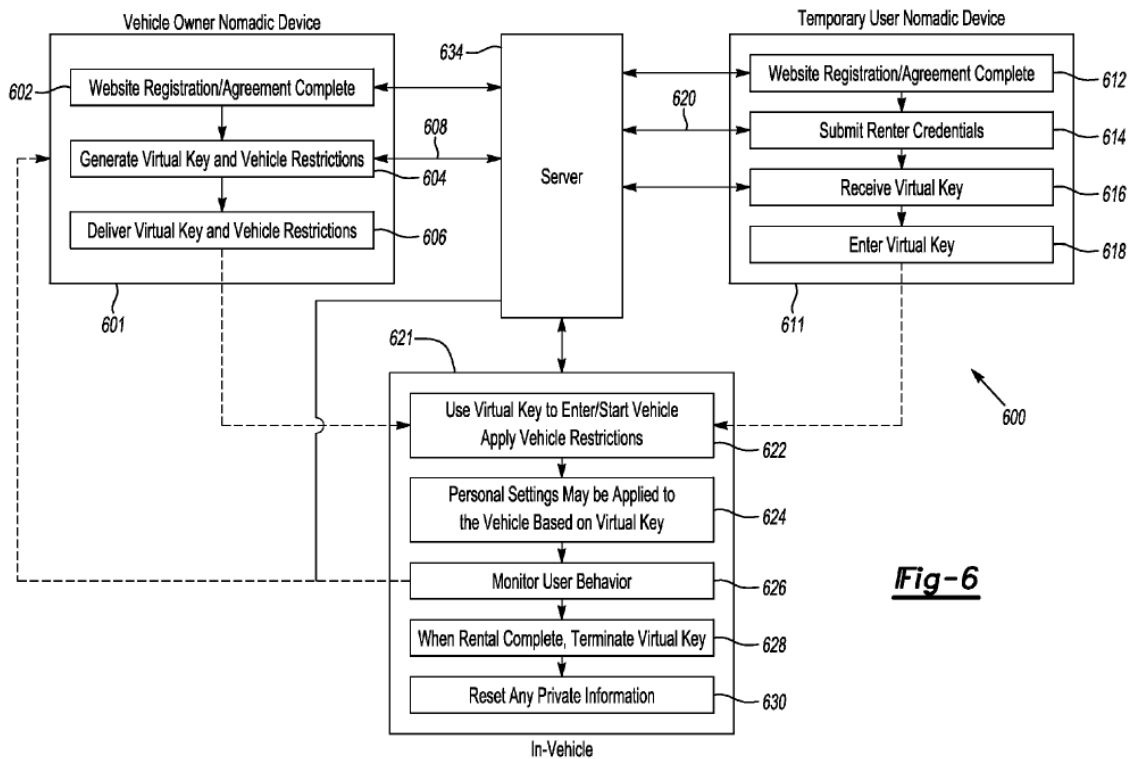 Vehicle Owner Nomadic Device
602
Website Registration/Agreement Complete
608
Generate Virtual Key and Vehicle Restrictions
604
Deliver Virtual Key and Vehicle Restrictions
606
601
634
Server
Temporary User Nomadic Device
Website Registration/Agreement Complete
612
620
Submit Renter Credentials
614
Receive Virtual Key
616
Enter Virtual Key
618
611
621
Use Virtual Key to Enter/Start Vehicle
Apply Vehicle Restrictions
622
Personal Settings May be Applied to
the Vehicle Based on Virtual Key
624
Monitor User Behavior
626
When Rental Complete, Terminate Virtual Key
628
Reset Any Private Information
630
In-Vehicle
600
Fig-6